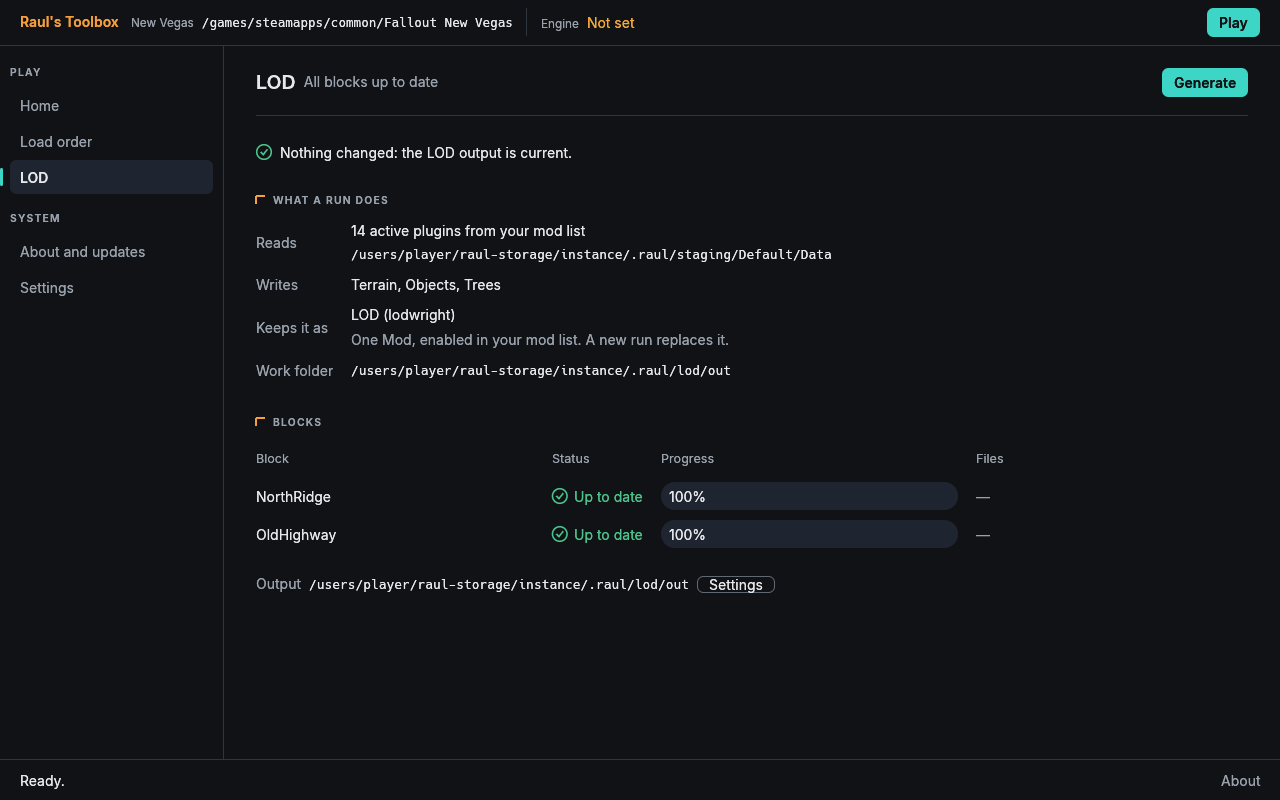 Raul's Toolbox New Vegas /games/steamapps/common/Fallout New Vegas Engine Not set Play
PLAY
Home
Load order
LOD
SYSTEM
About and updates
Settings
LOD All blocks up to date Generate
Nothing changed: the LOD output is current.
WHAT A RUN DOES
Reads 14 active plugins from your mod list
/users/player/raul-storage/instance/.raul/staging/Default/Data
Writes Terrain, Objects, Trees
Keeps it as LOD (lodwright)
One Mod, enabled in your mod list. A new run replaces it.
Work folder /users/player/raul-storage/instance/.raul/lod/out
BLOCKS
Block Status Progress Files
NorthRidge Up to date 100% —
OldHighway Up to date 100% —
Output /users/player/raul-storage/instance/.raul/lod/out Settings
Ready. About